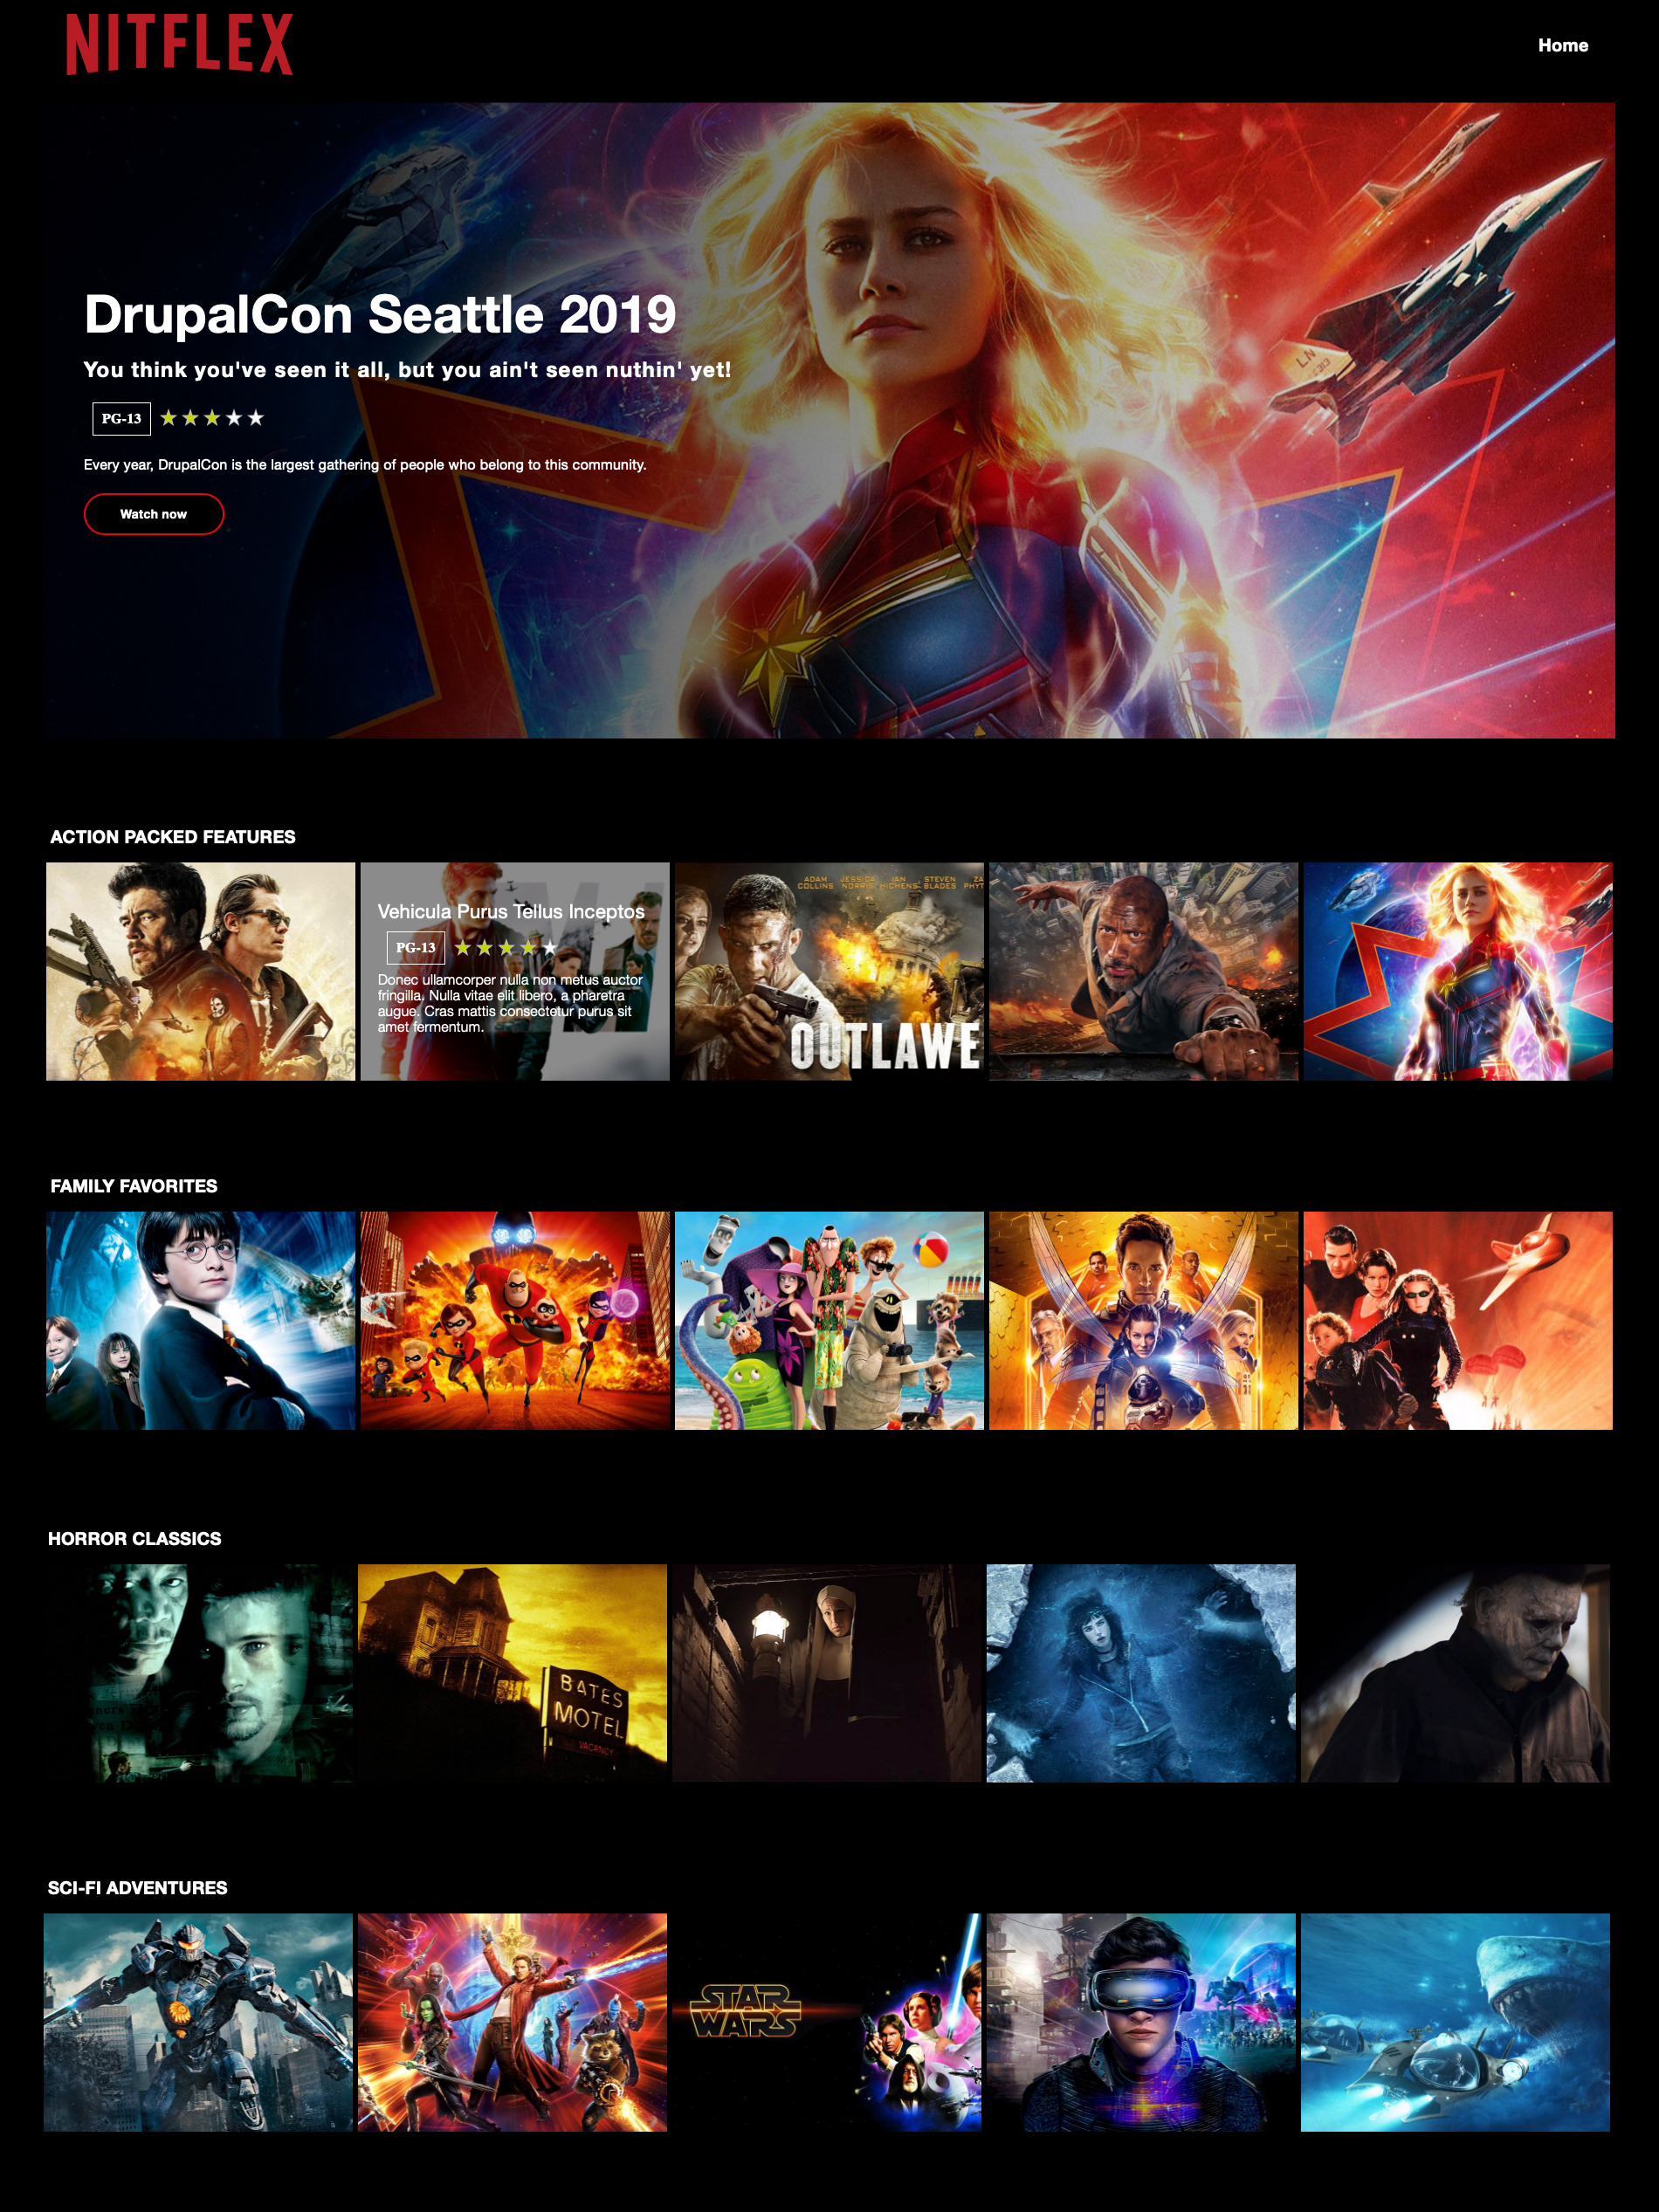 NITFLEX
Home
DrupalCon Seattle 2019
You think you've seen it all, but you ain't seen nuthin' yet!
PG-13
Every year, DrupalCon is the largest gathering of people who belong to this community.
Watch now
ACTION PACKED FEATURES
Vehicula Purus Tellus Inceptos
PG-13
Donec ullamcorper nulla non metus auctor
fringilla. Nulla vitae elit libero, a pharetra
augue. Cras mattis consectetur purus sit
amet fermentum.
ADAM COLLINS JESSICA NORRIS IAN HICHENS STEVEN BLADES ZA PHYT
OUTLAWE
FAMILY FAVORITES
HORROR CLASSICS
BATES
MOTEL
VACANCY
SCI-FI ADVENTURES
STAR
WARS